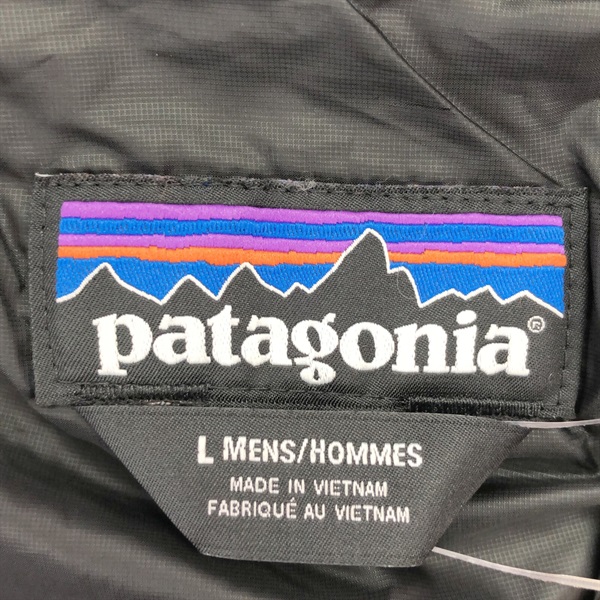 patagonia®
L MENS/HOMMES
MADE IN VIETNAM
FABRIQUÉ AU VIETNAM